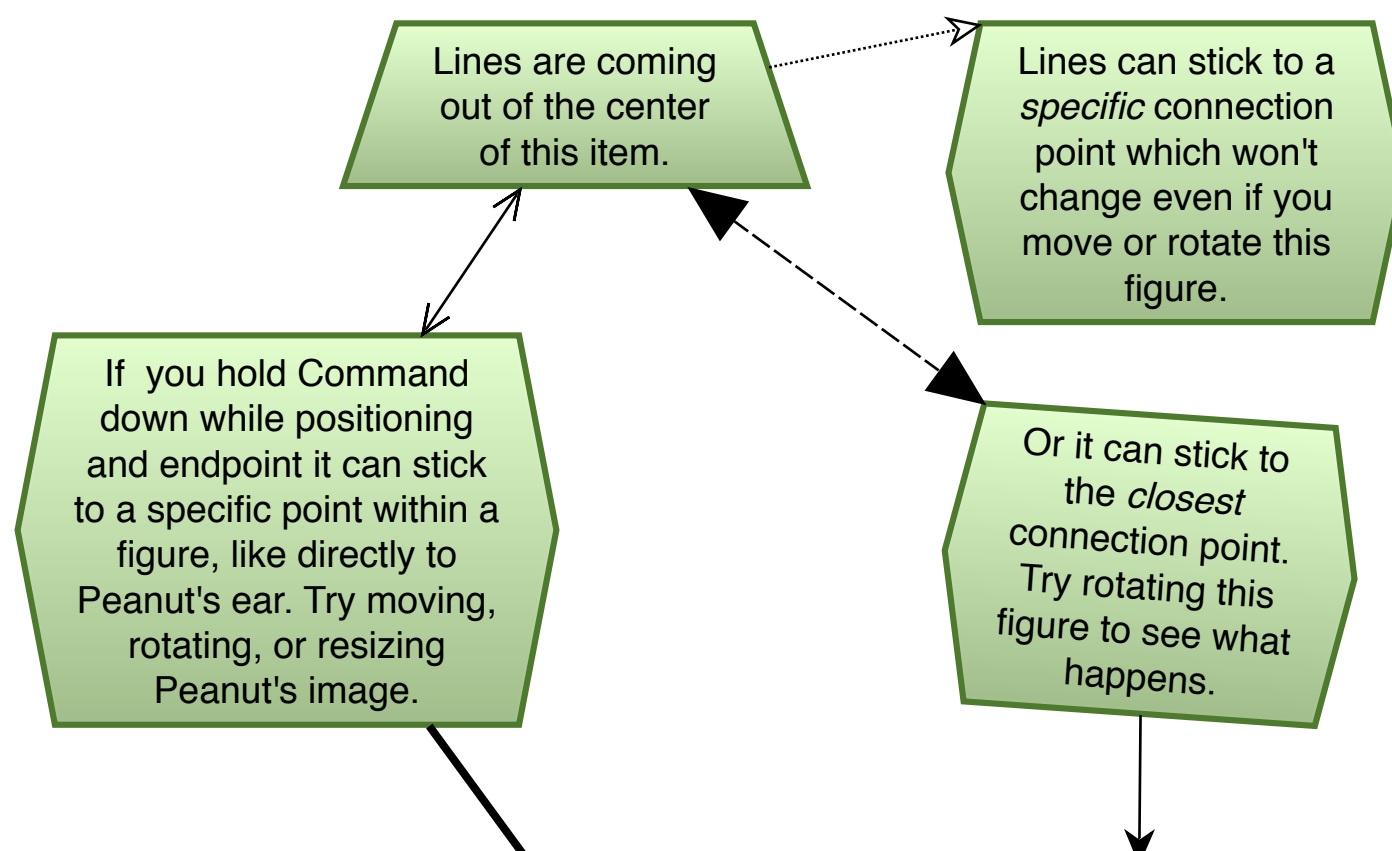 Lines are coming
out of the center
of this item.
Lines can stick to a
specific connection
point which won't
change even if you
move or rotate this
figure.
If  you hold Command
down while positioning
and endpoint it can stick
to a specific point within a
figure, like directly to
Peanut's ear. Try moving,
rotating, or resizing
Peanut's image.
Or it can stick to
the closest
connection point.
Try rotating this
figure to see what
happens.